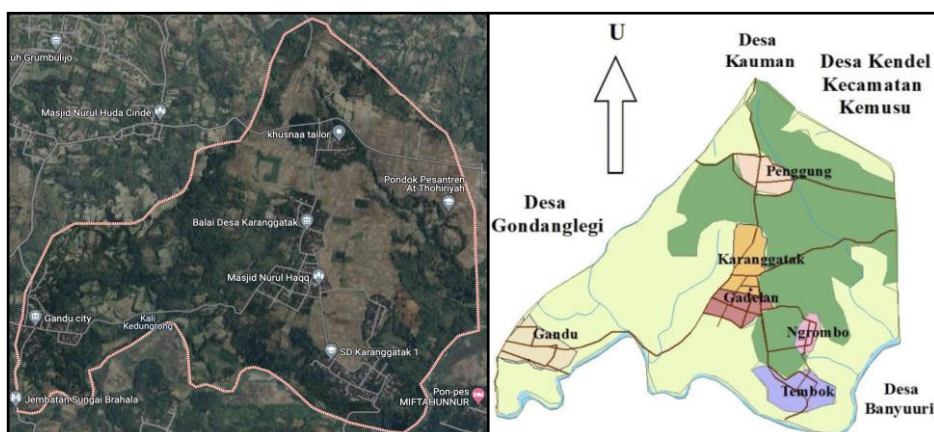 uh Grumbulijo
Masjid Nurul Huda Cinde
khusnaa tailor
Pondok Pesantren
At Thohiriyah
Balai Desa Karanggatak
Masjid Nurul Haqq
Gandu city
Kali
Kedungrong
SD Karanggatak 1
Jembatan Sungai Brahala
Pon-pes
MIFTAHUNNUR
U
Desa
Kauman
Desa Kendel
Kecamatan
Kemusu
Penggung
Desa
Gondanglegi
Karanggatak
Gadelan
Gandu
Ngrombo
Tembok
Desa
Banyuuri